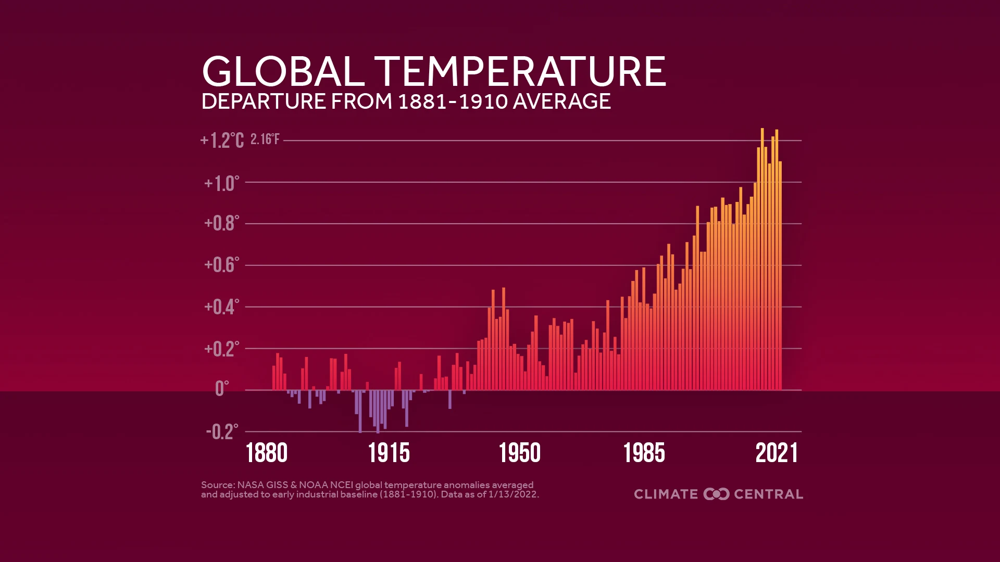 GLOBAL TEMPERATURE
DEPARTURE FROM 1881-1910 AVERAGE
+1.2°C 2.16°F
+1.0°
+0.8°
+0.6°
+0.4°
+0.2°
0°
-0.2°
1880 1915 1950 1985 2021
Source: NASA GISS & NOAA NCEI global temperature anomalies averaged
and adjusted to early industrial baseline (1881-1910). Data as of 1/13/2022.
CLIMATE CENTRAL